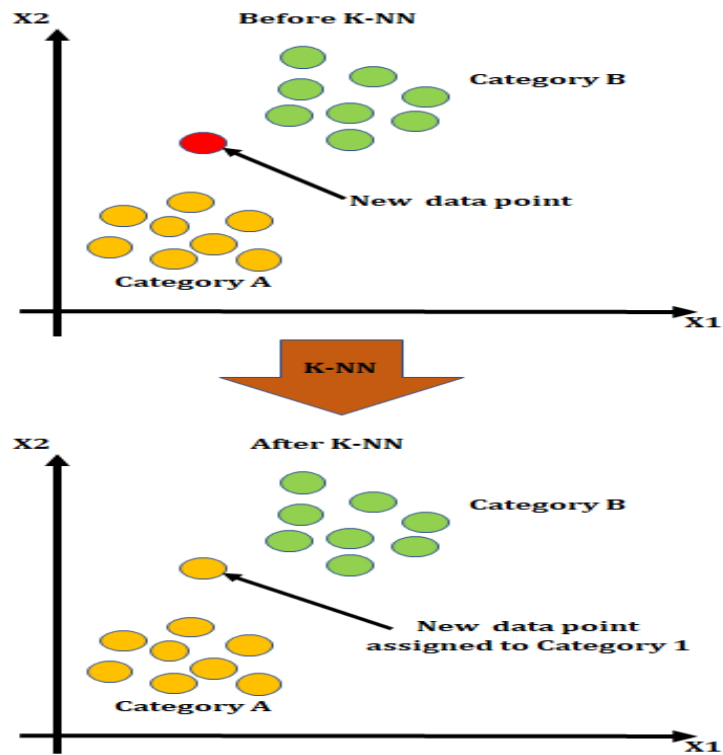 Before K-NN
X2
Category B
New data point
Category A
X1
K-NN
After K-NN
X2
Category B
New data point
assigned to Category 1
Category A
X1